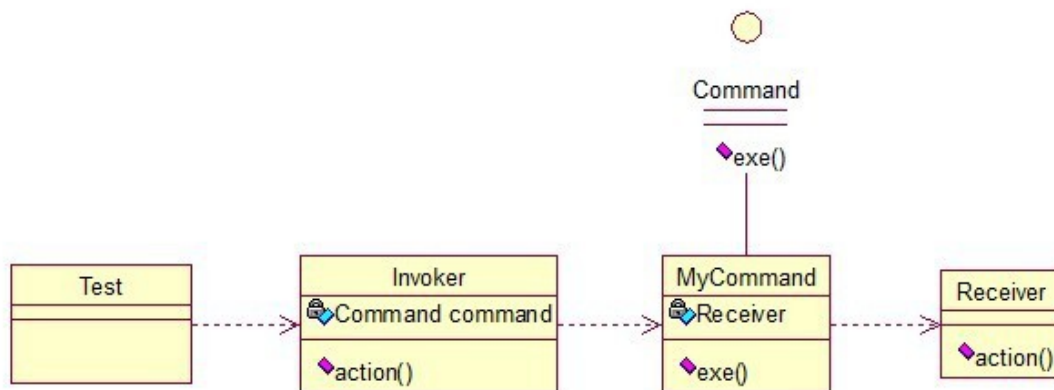 Command
exe()
Test
Invoker
Command command
action()
MyCommand
Receiver
exe()
Receiver
action()